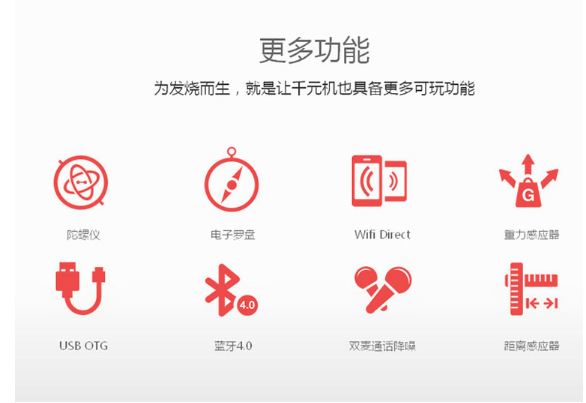 更多功能
为发烧而生，就是让千元机也具备更多可玩功能
G
陀螺仪 电子罗盘 Wifi Direct 重力感应器
4.0
USB OTG 蓝牙4.0 双麦通话降噪 距离感应器